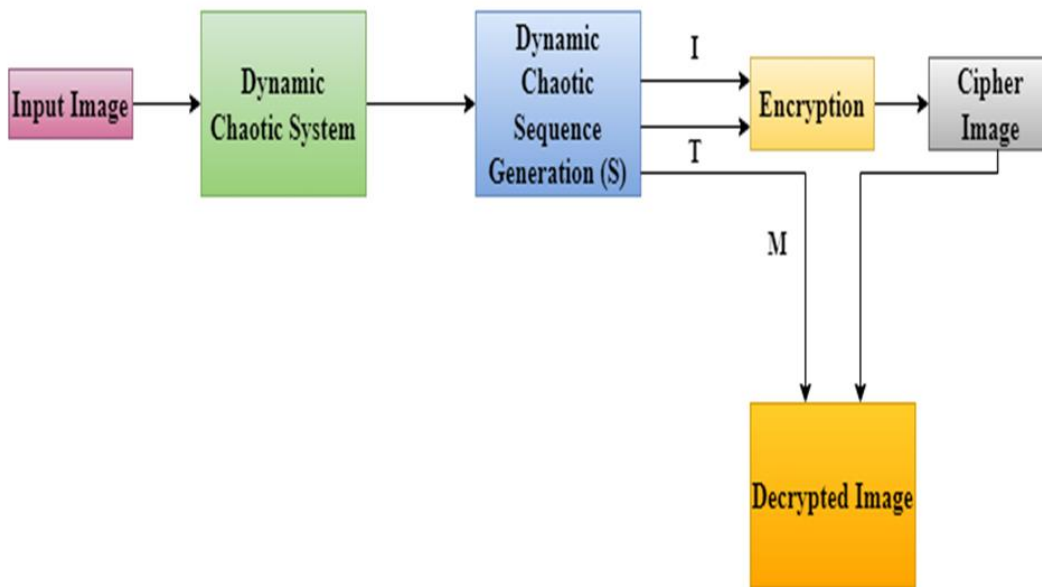 Input Image
Dynamic
Chaotic System
Dynamic
Chaotic
Sequence
Generation (S)
I
T
M
Encryption
Cipher
Image
Decrypted Image